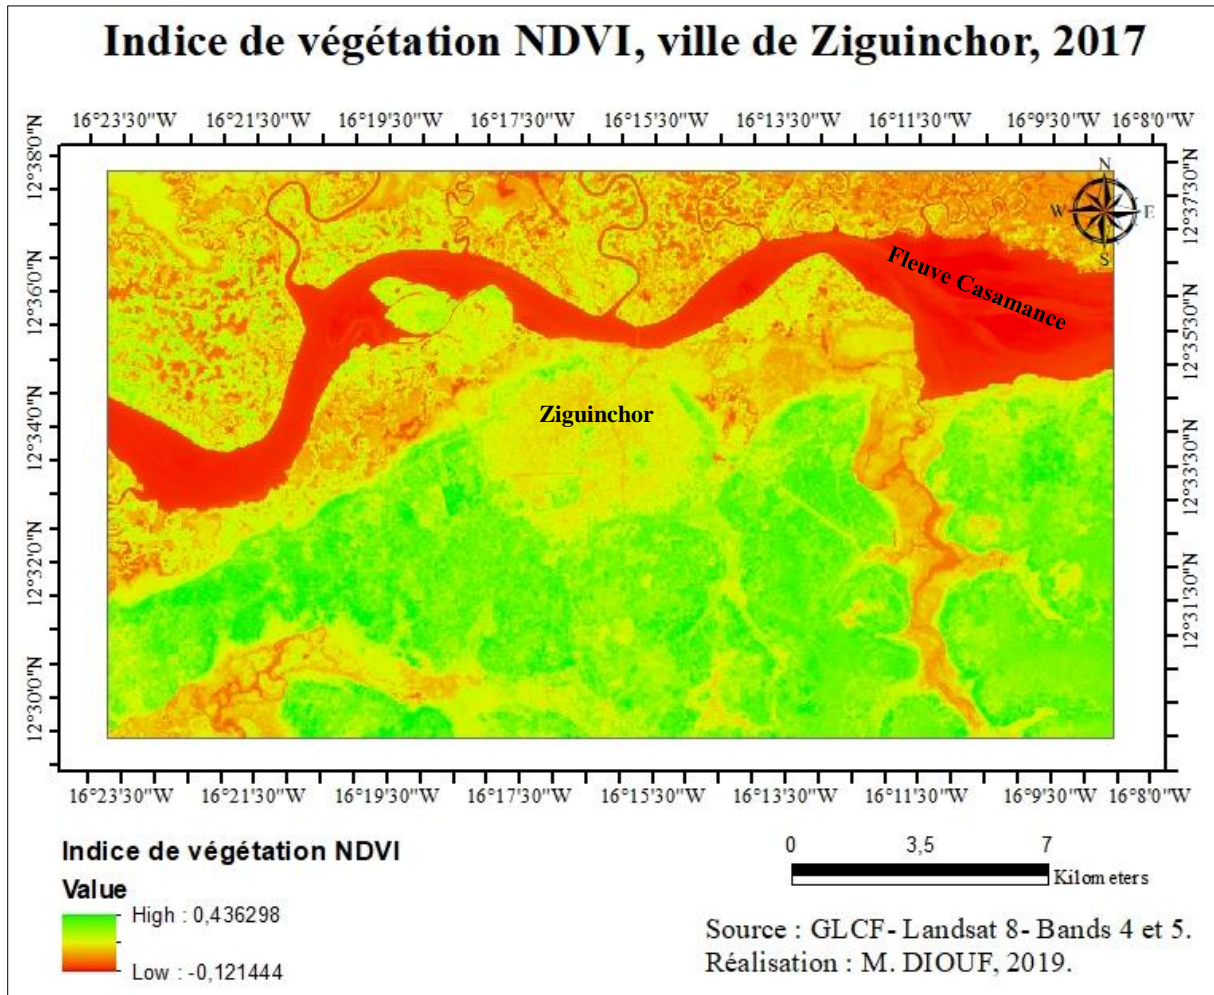 Indice de végétation NDVI, ville de Ziguinchor, 2017
16°23'30"W 16°21'30"W 16°19'30"W 16°17'30"W 16°15'30"W 16°13'30"W 16°11'30"W 16°9'30"W 16°8'0"W
12°38'0"N
12°36'0"N
12°34'0"N
12°32'0"N
12°30'0"N
N
W
E
S
Fleuve Casamance
Ziguinchor
12°37'30"N
12°35'30"N
12°33'30"N
12°31'30"N
16°23'30"W 16°21'30"W 16°19'30"W 16°17'30"W 16°15'30"W 16°13'30"W 16°11'30"W 16°9'30"W 16°8'0"W
Indice de végétation NDVI
Value
High : 0,436298
Low : -0,121444
0 3,5 7
Kilometers
Source : GLCF- Landsat 8- Bands 4 et 5.
Réalisation : M. DIOUF, 2019.